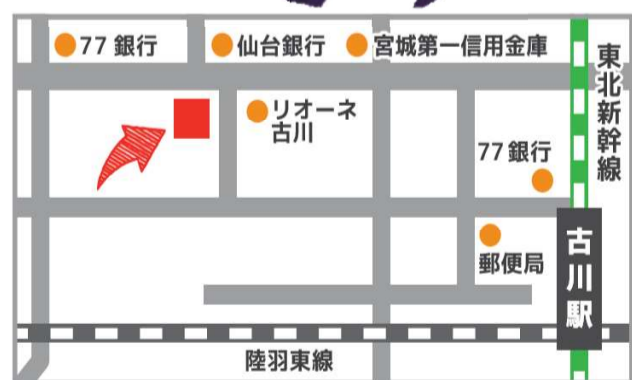 77 銀行
仙台銀行
宮城第一信用金庫
東北新幹線
リオーネ
古川
77 銀行
郵便局
古川駅
陸羽東線